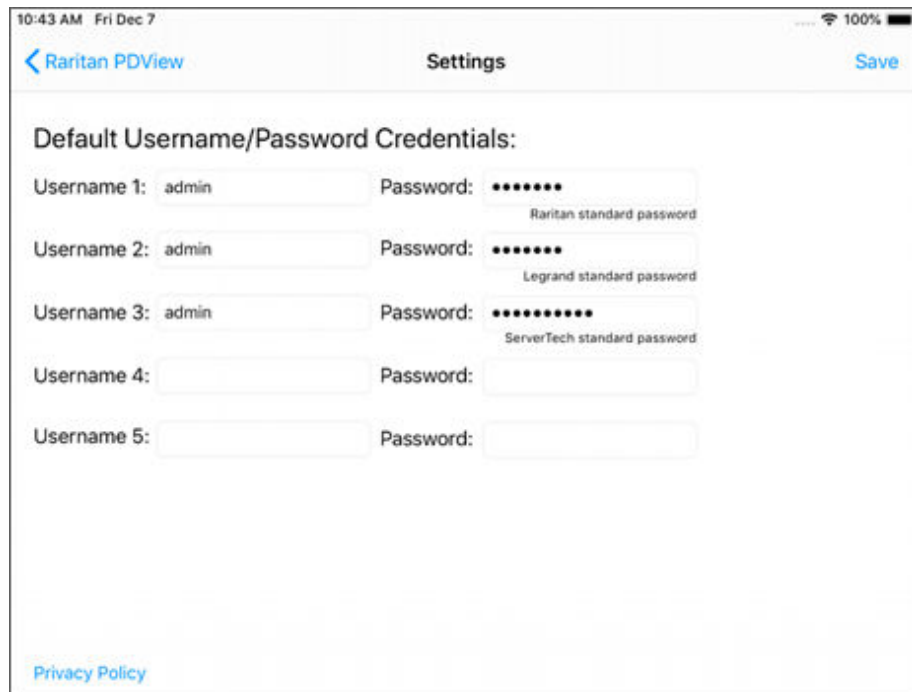 10:43 AM Fri Dec 7 100%
Raritan PDView Settings Save
Default Username/Password Credentials:
Username 1: admin Password: •••••••
Raritan standard password
Username 2: admin Password: •••••••
Legrand standard password
Username 3: admin Password: ••••••••••
ServerTech standard password
Username 4: Password:
Username 5: Password:
Privacy Policy